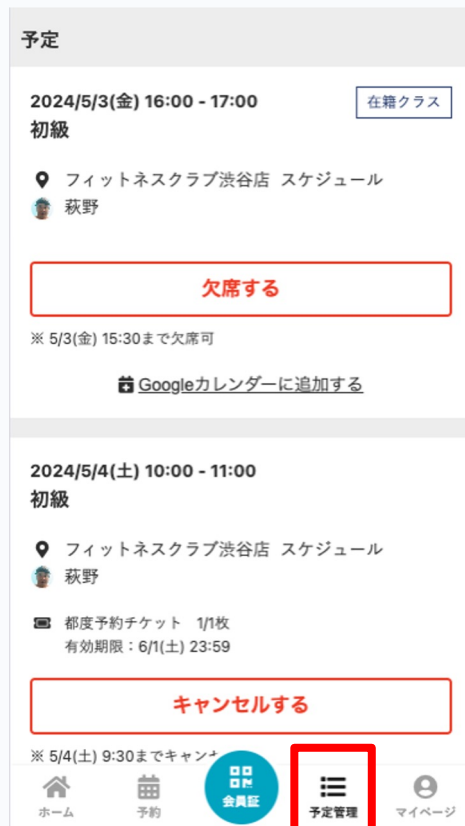 予定
2024/5/3(金) 16:00 - 17:00
在籍クラス
初級
フィットネスクラブ渋谷店 スケジュール
萩野
欠席する
※ 5/3(金) 15:30まで欠席可
Googleカレンダーに追加する
2024/5/4(土) 10:00 - 11:00
初級
フィットネスクラブ渋谷店 スケジュール
萩野
都度予約チケット 1/1枚
有効期限：6/1(土) 23:59
キャンセルする
※ 5/4(土) 9:30までキャン
ホーム
予約
会員証
予定管理
マイページ